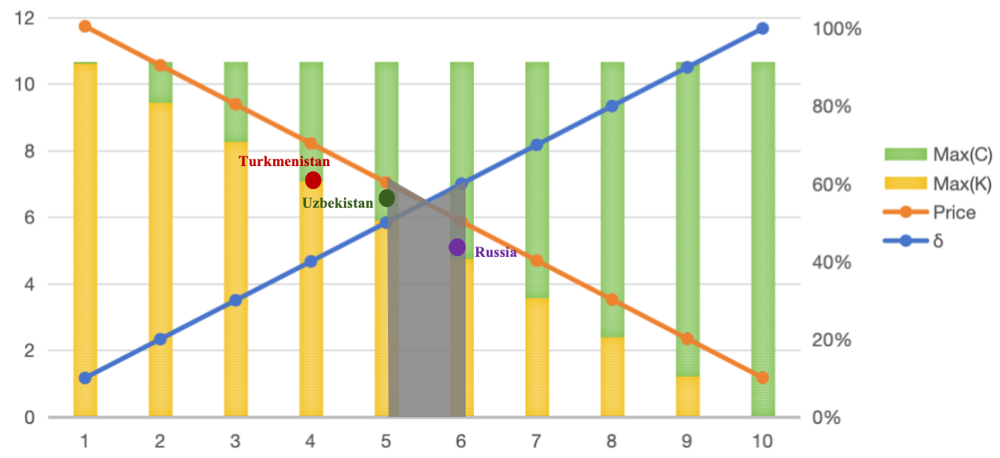 12
10
8
6
4
2
0
100%
80%
60%
40%
20%
0%
Turkmenistan
Uzbekistan
Russia
1 2 3 4 5 6 7 8 9 10
Max(C)
Max(K)
Price
δ